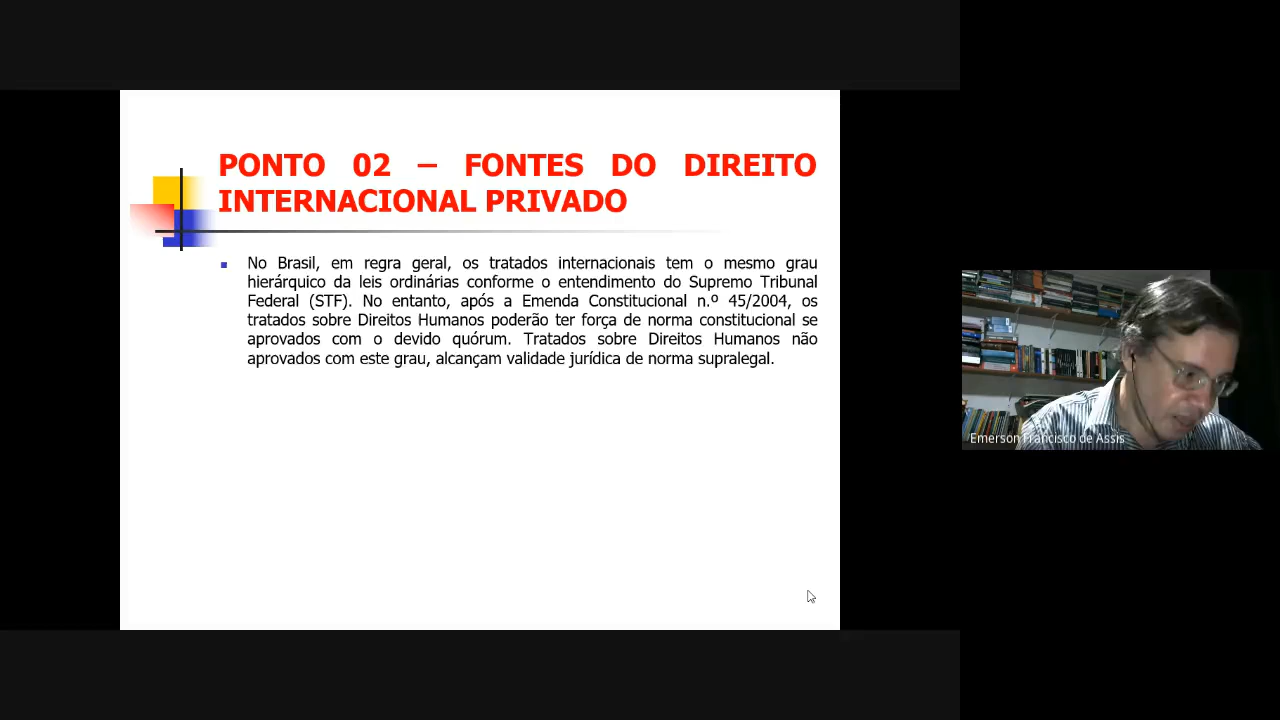 PONTO 02 – FONTES DO DIREITO
INTERNACIONAL PRIVADO
No Brasil, em regra geral, os tratados internacionais tem o mesmo grau
hierárquico da leis ordinárias conforme o entendimento do Supremo Tribunal
Federal (STF). No entanto, após a Emenda Constitucional n.º 45/2004, os
tratados sobre Direitos Humanos poderão ter força de norma constitucional se
aprovados com o devido quórum. Tratados sobre Direitos Humanos não
aprovados com este grau, alcançam validade jurídica de norma supralegal.
Emerson Francisco de Assis